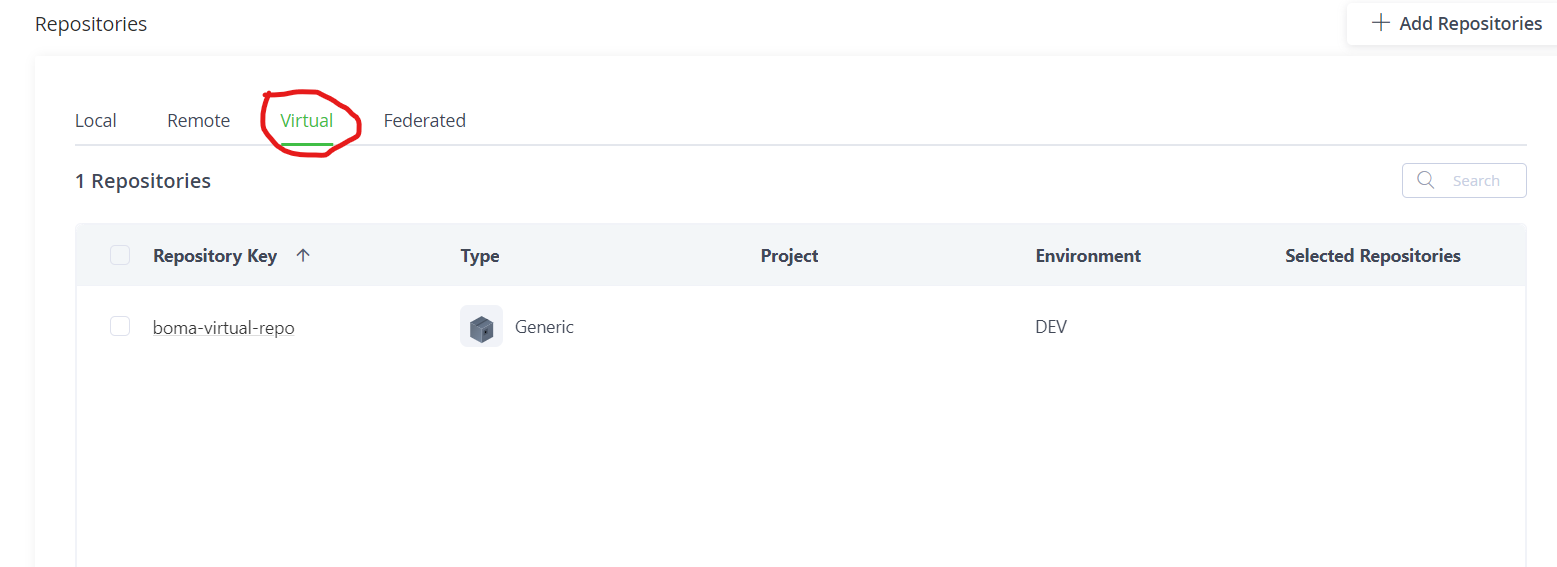 Repositories
Add Repositories
Local Remote Virtual Federated
1 Repositories
Search
Repository Key Type Project Environment Selected Repositories
boma-virtual-repo Generic DEV